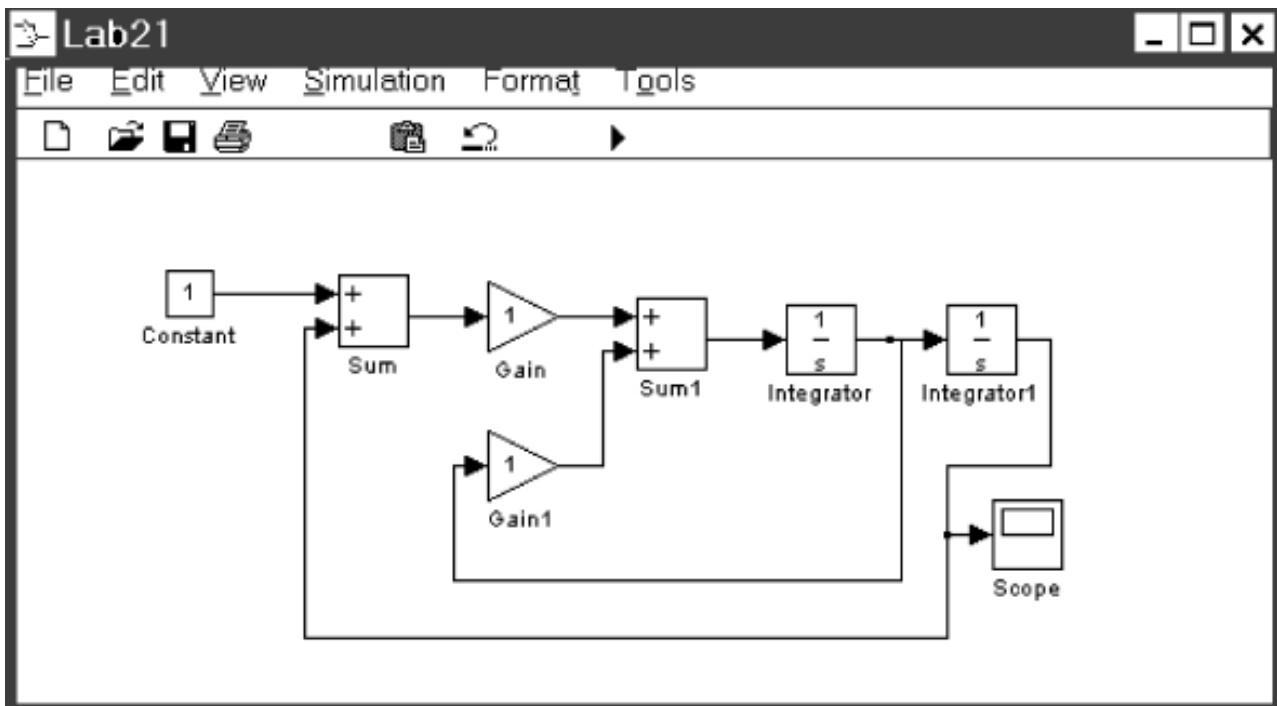 Lab21
File Edit View Simulation Format Tools
1
Constant
+
+
Sum
1
Gain
+
+
Sum1
1
s
Integrator
1
s
Integrator1
1
Gain1
Scope